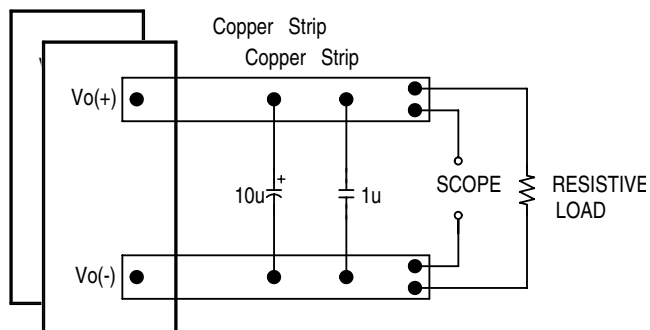 Copper Strip
Copper Strip
Vo(+)
10u
+
1u
SCOPE
RESISTIVE
LOAD
Vo(-)